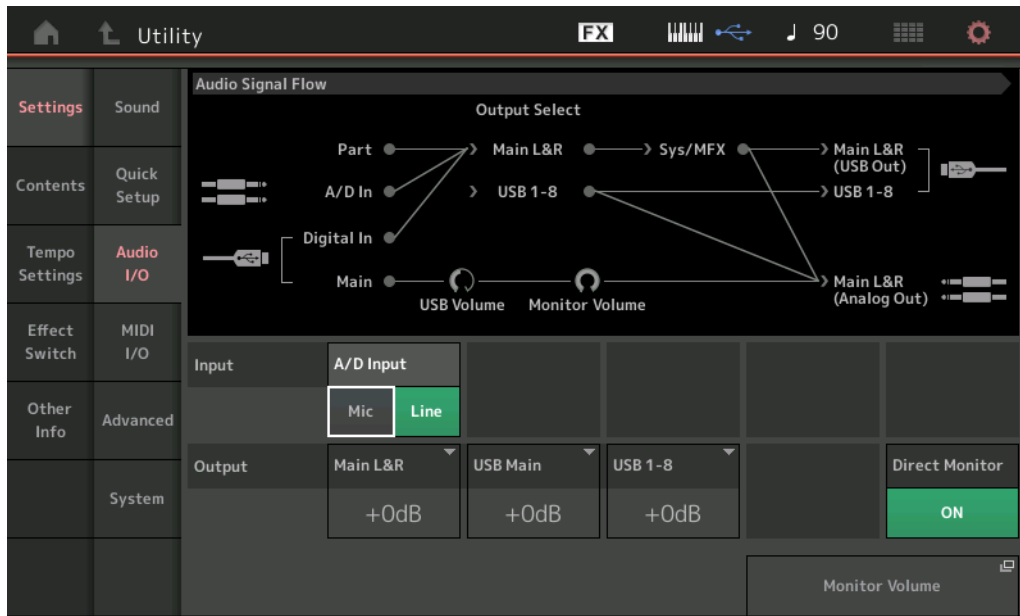 Utility
FX
90
Settings
Sound
Contents
Quick
Setup
Tempo
Settings
Audio
I/O
Effect
Switch
MIDI
I/O
Other
Info
Advanced
System
Audio Signal Flow
Output Select
Part
Main L&R
Sys/MFX
Main L&R
(USB Out)
A/D In
USB 1-8
USB 1-8
Digital In
Main
USB Volume
Monitor Volume
Main L&R
(Analog Out)
Input
A/D Input
Mic
Line
Output
Main L&R
USB Main
USB 1-8
Direct Monitor
+0dB
+0dB
+0dB
ON
Monitor Volume